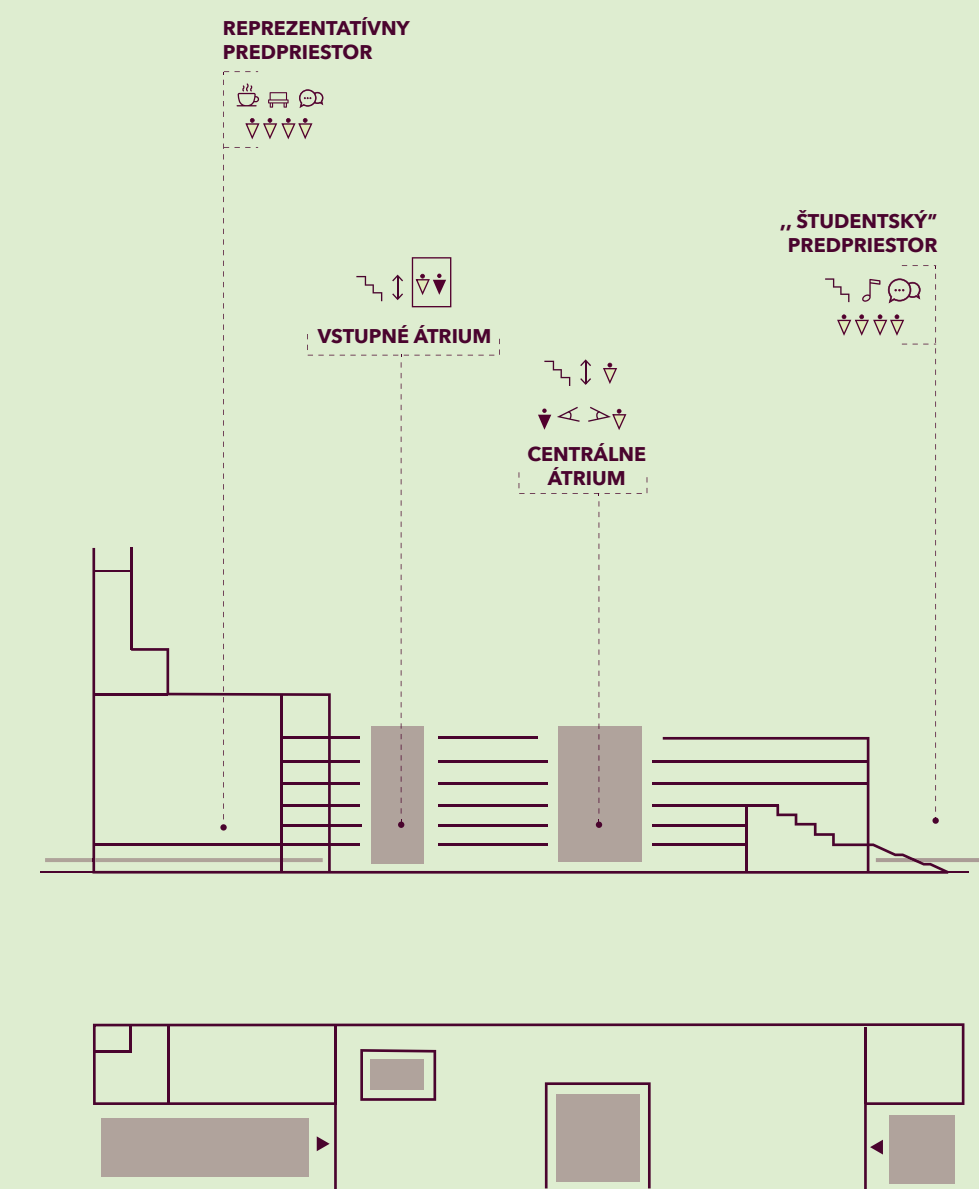 REPREZENTATÍVNY
PREDPRIESTOR
,, ŠTUDENTSKÝ”
PREDPRIESTOR
VSTUPNÉ ÁTRIUM
CENTRÁLNE
ÁTRIUM